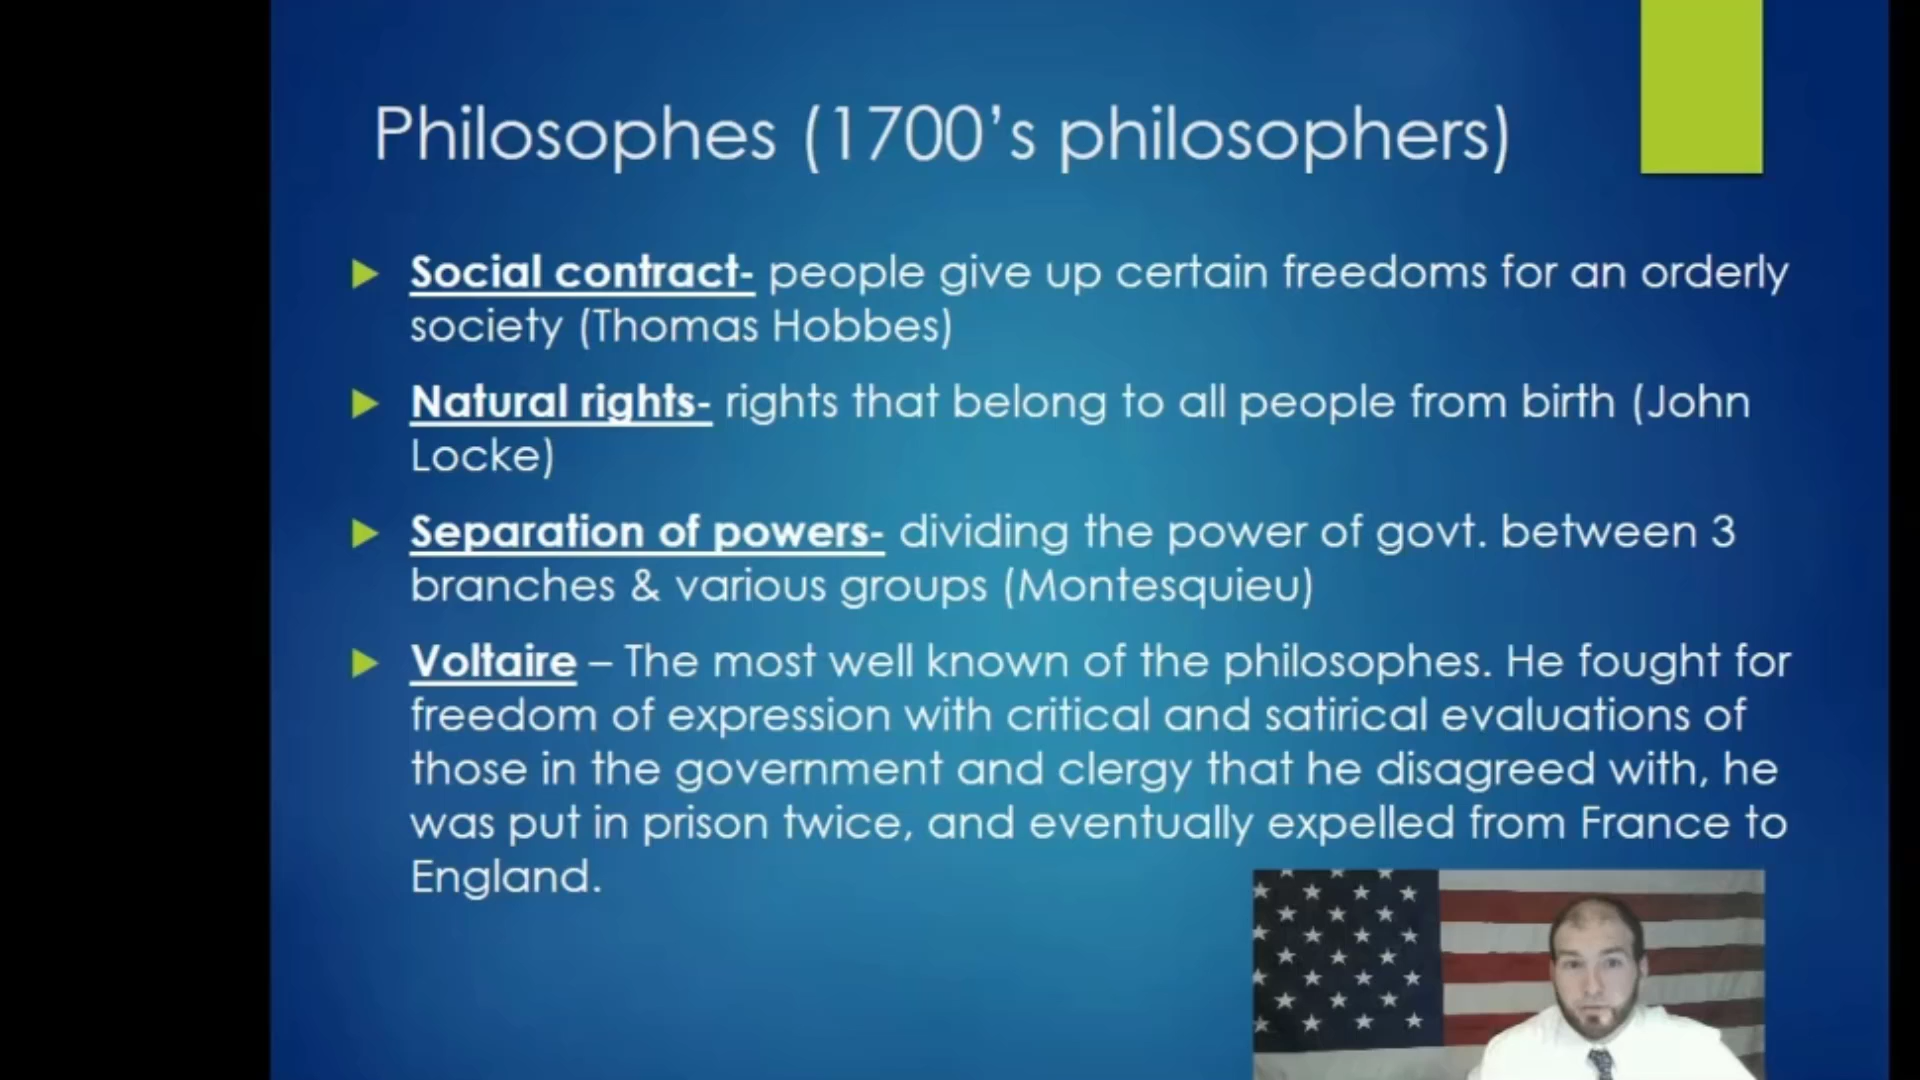 Philosophes (1700’s philosophers)
Social contract- people give up certain freedoms for an orderly
society (Thomas Hobbes)
Natural rights- rights that belong to all people from birth (John
Locke)
Separation of powers- dividing the power of govt. between 3
branches & various groups (Montesquieu)
Voltaire – The most well known of the philosophes. He fought for
freedom of expression with critical and satirical evaluations of
those in the government and clergy that he disagreed with, he
was put in prison twice, and eventually expelled from France to
England.